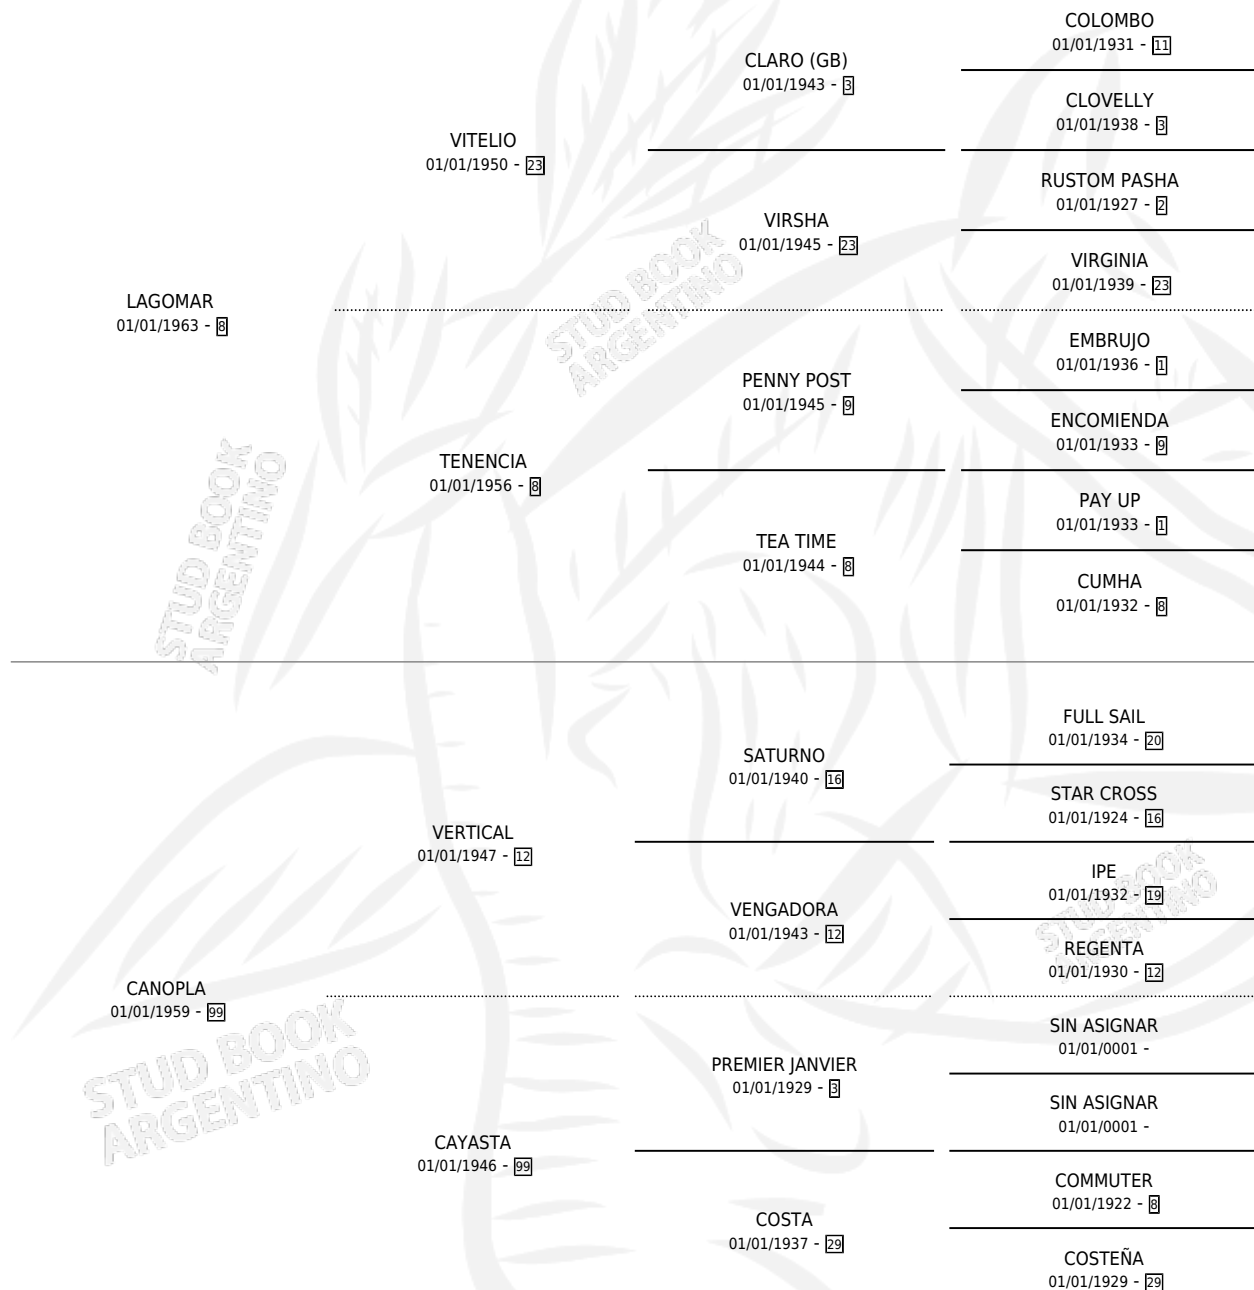 COLOMBO
01/01/1931 - 11
CLARO (GB)
01/01/1943 - 3
CLOVELLY
01/01/1938 - 3
VITELIO
01/01/1950 - 23
RUSTOM PASHA
01/01/1927 - 2
VIRSHA
01/01/1945 - 23
VIRGINIA
01/01/1939 - 23
STUD BOOK
ARGENTINO
LAGOMAR
01/01/1963 - 8
EMBRUJO
01/01/1936 - 1
PENNY POST
01/01/1945 - 9
ENCOMIENDA
01/01/1933 - 9
TENENCIA
01/01/1956 - 8
PAY UP
01/01/1933 - 1
TEA TIME
01/01/1944 - 8
CUMHA
01/01/1932 - 8
STUD BOOK
ARGENTINO
FULL SAIL
01/01/1934 - 20
SATURNO
01/01/1940 - 16
STAR CROSS
01/01/1924 - 16
VERTICAL
01/01/1947 - 12
IPE
01/01/1932 - 19
STUD BOOK
ARGENTINO
VENGADORA
01/01/1943 - 12
REGENTA
01/01/1930 - 12
CANOPLA
01/01/1959 - 99
SIN ASIGNAR
01/01/0001 -
PREMIER JANVIER
01/01/1929 - 3
SIN ASIGNAR
01/01/0001 -
STUD BOOK
ARGENTINO
CAYASTA
01/01/1946 - 99
COMMUTER
01/01/1922 - 8
COSTA
01/01/1937 - 29
COSTEÑA
01/01/1929 - 29